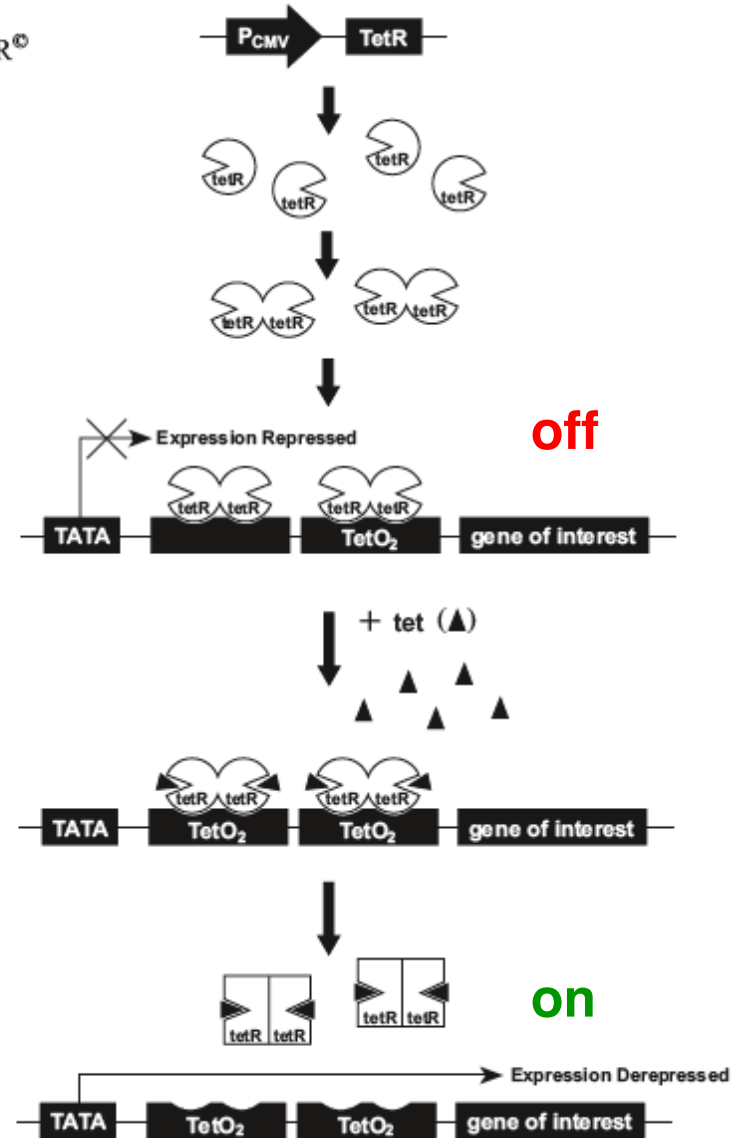 R©
PCMV TetR
tetR tetR tetR tetR
tetR tetR tetR tetR
off
Expression Repressed
tetR tetR tetR tetR
TATA TetO2 gene of interest
+ tet (▲)
tetR tetR tetR tetR
TATA TetO2 TetO2 gene of interest
on
tetR tetR tetR tetR
Expression Derepressed
TATA TetO2 TetO2 gene of interest